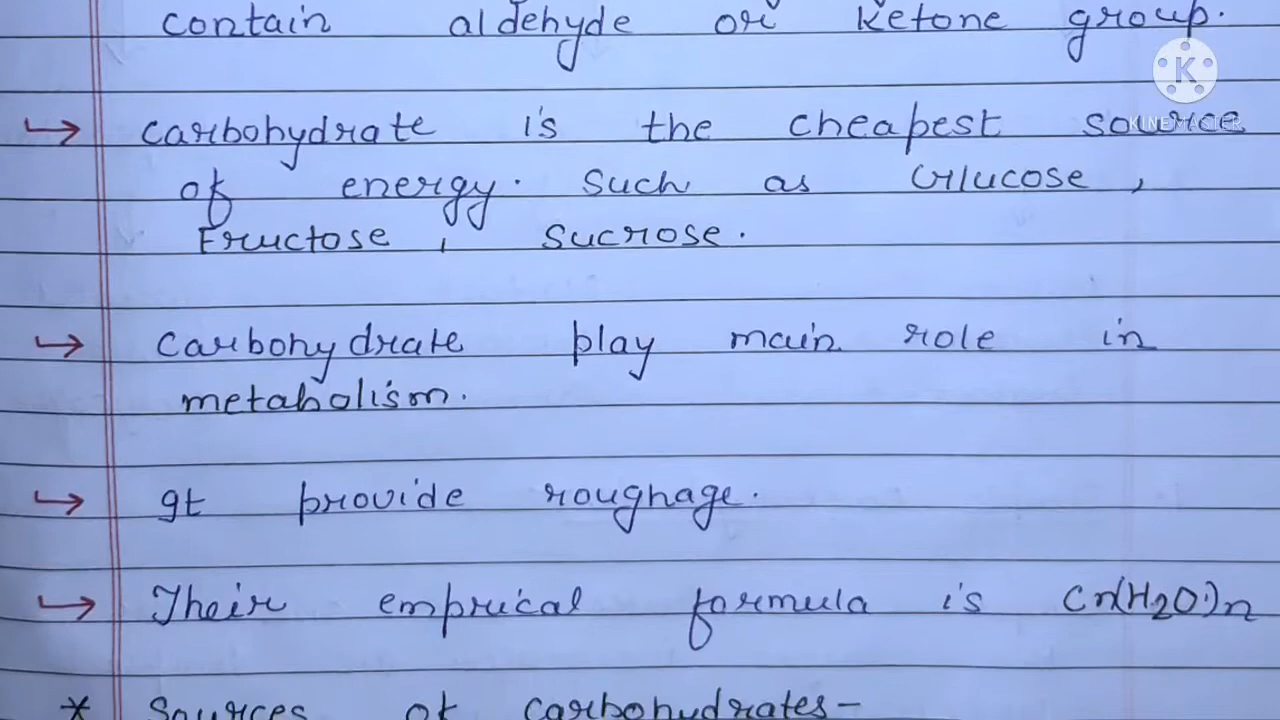 contain aldehyde or ketone group.
K
KINEMASTER
→ carbohydrate is the cheapest source
of energy. Such as Glucose,
Fructose, Sucrose.
→ carbohydrate play main role in
metabolism.
→ It provide roughage.
→ Their emprical formula is Cn(H2O)n
* Sources of carbohydrates-